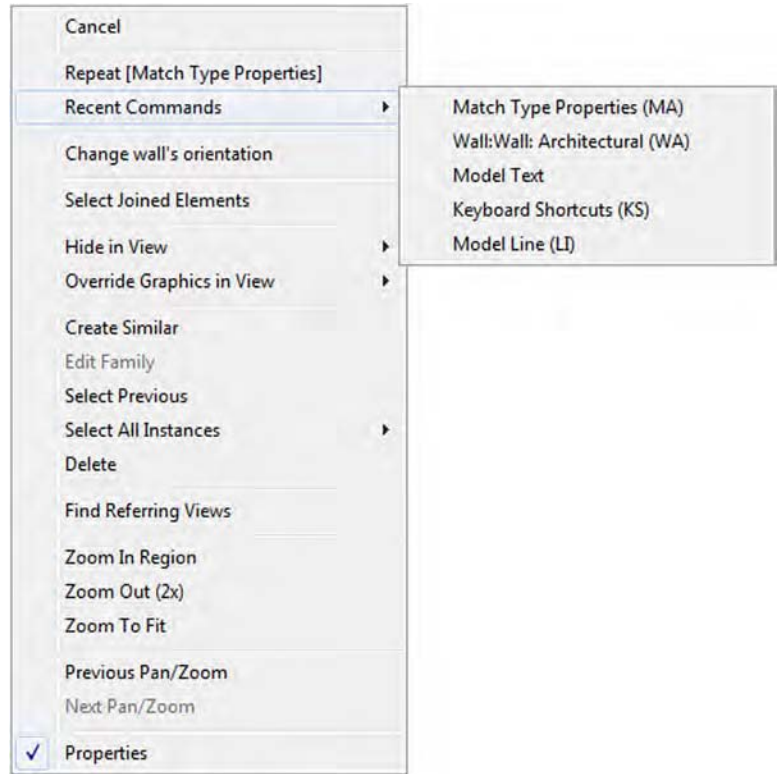 Cancel
Repeat [Match Type Properties]
Recent Commands
Match Type Properties (MA)
Wall:Wall: Architectural (WA)
Model Text
Keyboard Shortcuts (KS)
Model Line (LI)
Change wall's orientation
Select Joined Elements
Hide in View
Override Graphics in View
Create Similar
Edit Family
Select Previous
Select All Instances
Delete
Find Referring Views
Zoom In Region
Zoom Out (2x)
Zoom To Fit
Previous Pan/Zoom
Next Pan/Zoom
Properties